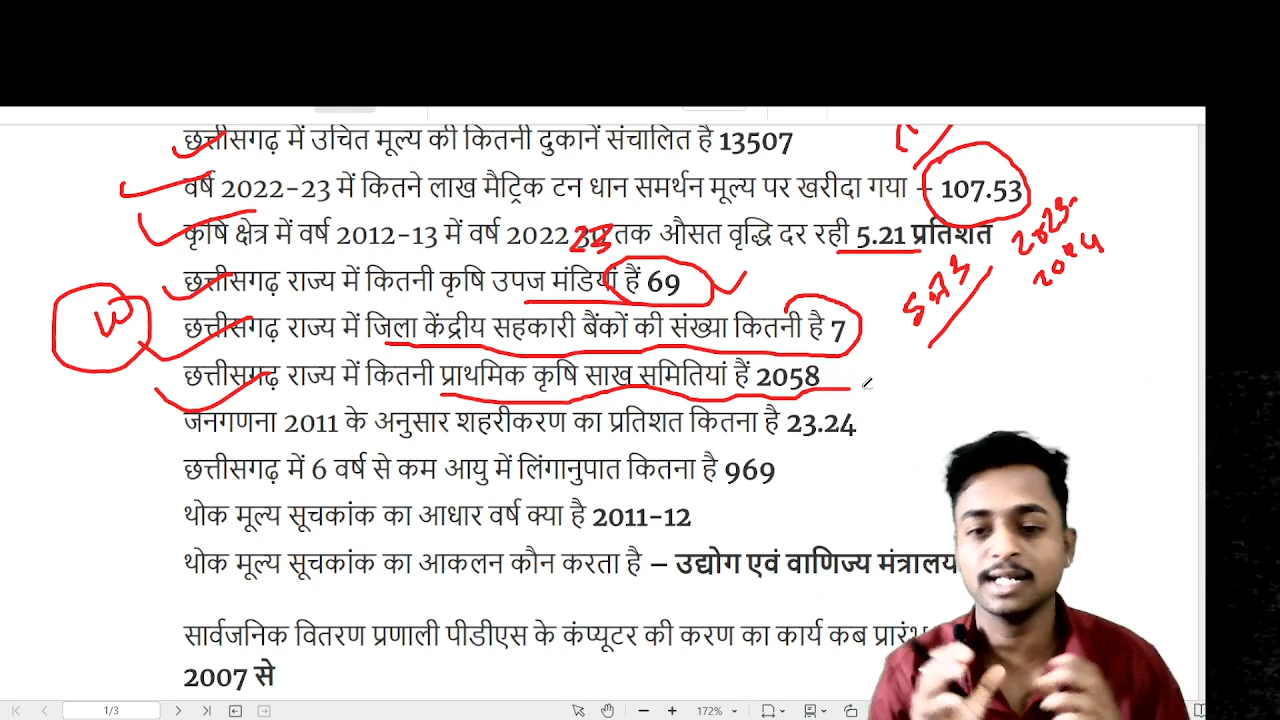 छत्तीसगढ़ में उचित मूल्य की कितनी दुकानें संचालित है 13507
वर्ष 2022-23 में कितने लाख मैट्रिक टन धान समर्थन मूल्य पर खरीदा गया – 107.53
कृषि क्षेत्र में वर्ष 2012-13 में वर्ष 2022 23 तक औसत वृद्धि दर रही 5.21 प्रतिशत
2023-
2024
छत्तीसगढ़ राज्य में कितनी कृषि उपज मंडियां हैं 69
छत्तीसगढ़ राज्य में जिला केंद्रीय सहकारी बैंकों की संख्या कितनी है 7
छत्तीसगढ़ राज्य में कितनी प्राथमिक कृषि साख समितियां हैं 2058
जनगणना 2011 के अनुसार शहरीकरण का प्रतिशत कितना है 23.24
छत्तीसगढ़ में 6 वर्ष से कम आयु में लिंगानुपात कितना है 969
थोक मूल्य सूचकांक का आधार वर्ष क्या है 2011-12
थोक मूल्य सूचकांक का आकलन कौन करता है – उद्योग एवं वाणिज्य मंत्रालय
सार्वजनिक वितरण प्रणाली पीडीएस के कंप्यूटर की करण का कार्य कब प्रारंभ
2007 से
1/3
172%